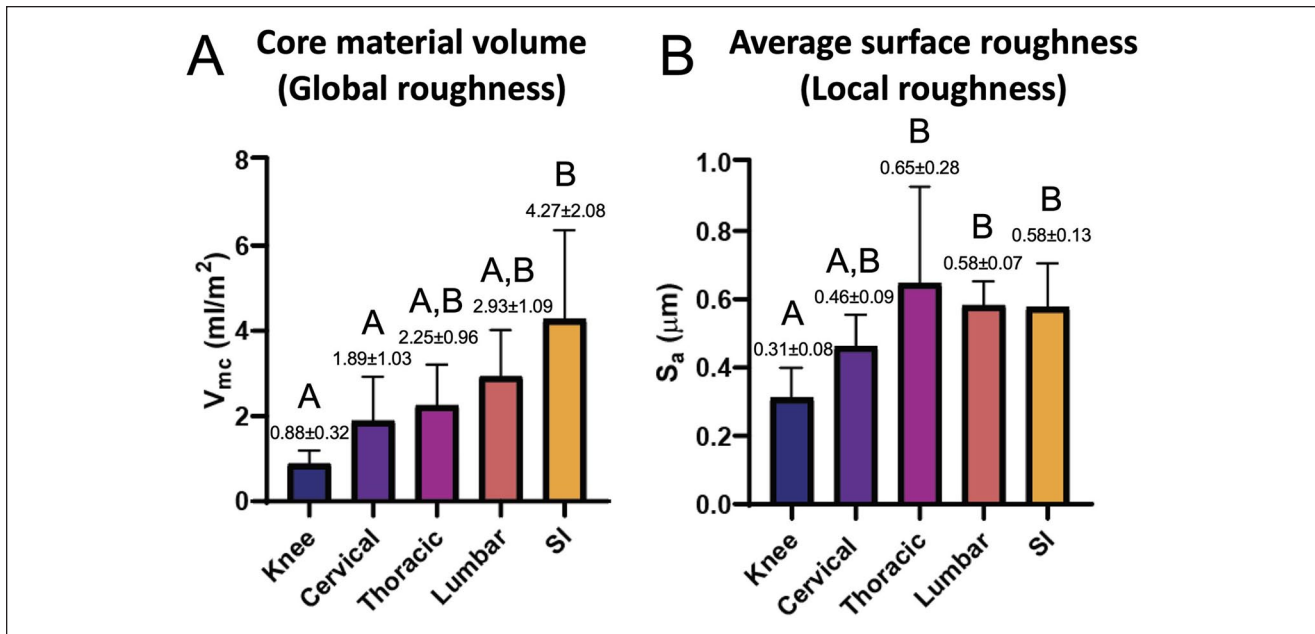 A
Core material volume
(Global roughness)
8
6
4
2
0
Vmc (ml/m²)
A
0.88±0.32
A
1.89±1.03
A,B
2.25±0.96
A,B
2.93±1.09
B
4.27±2.08
Knee
Cervical
Thoracic
Lumbar
SI
B
Average surface roughness
(Local roughness)
1.0
0.8
0.6
0.4
0.2
0.0
Sa (μm)
A
0.31±0.08
A,B
0.46±0.09
B
0.65±0.28
B
0.58±0.07
B
0.58±0.13
Knee
Cervical
Thoracic
Lumbar
SI